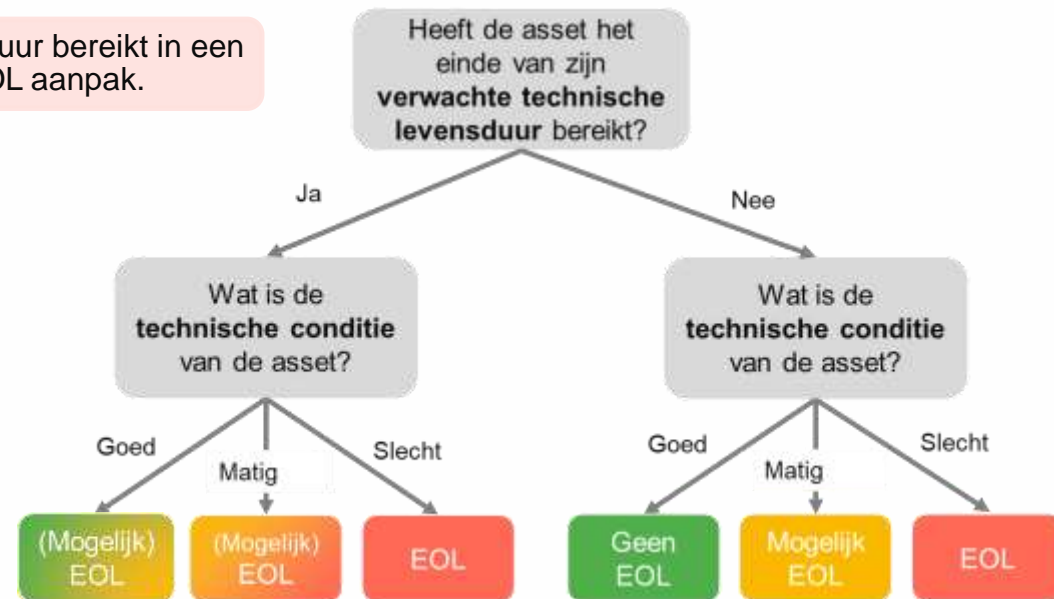 uur bereikt in een
OL aanpak.
Heeft de asset het
einde van zijn
verwachte technische
levensduur bereikt?
Ja
Nee
Wat is de
technische conditie
van de asset?
Wat is de
technische conditie
van de asset?
Goed
Matig
Slecht
Goed
Matig
Slecht
(Mogelijk)
EOL
(Mogelijk)
EOL
EOL
Geen
EOL
Mogelijk
EOL
EOL